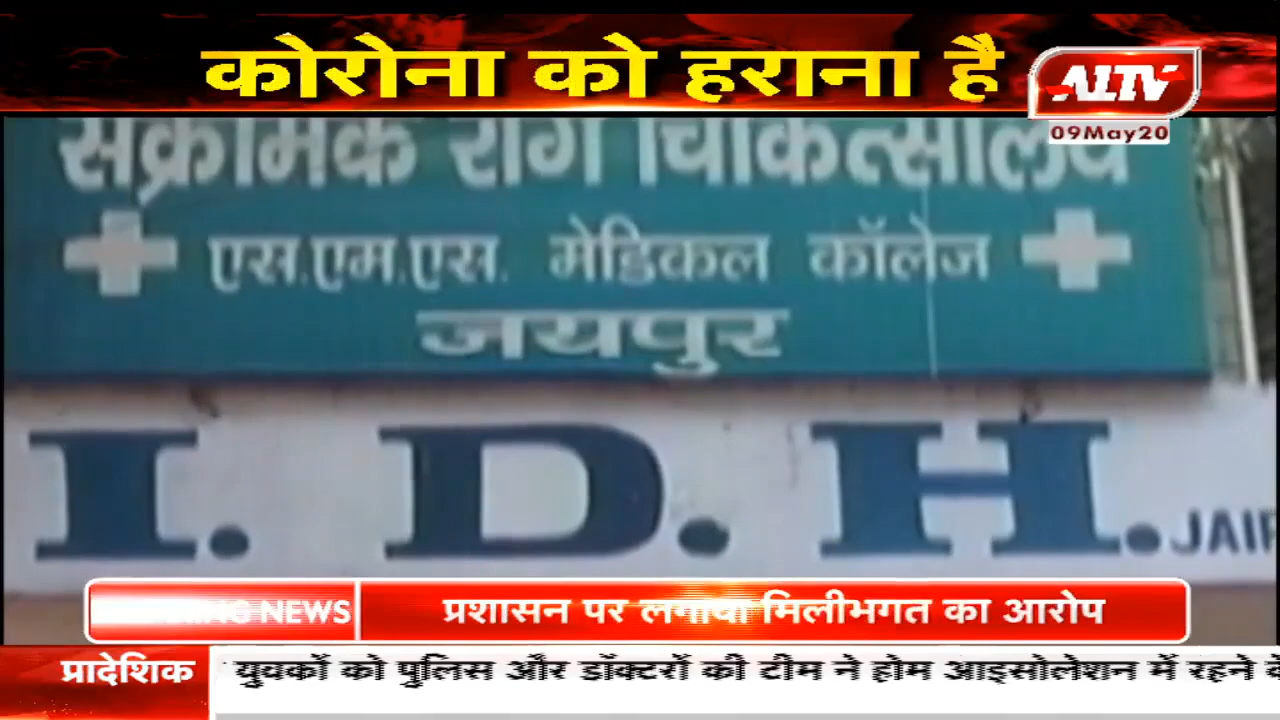 कोरोना को हराना है
ALTV
09May20
संक्रामक रोग चिकित्सालय
एस.एम.एस. मेडिकल कॉलेज
जयपुर
I. D. H. JAIP
NEWS
प्रशासन पर लगाया मिलीभगत का आरोप
प्रादेशिक
युवकों को पुलिस और डॉक्टरों की टीम ने होम आइसोलेशन में रहने